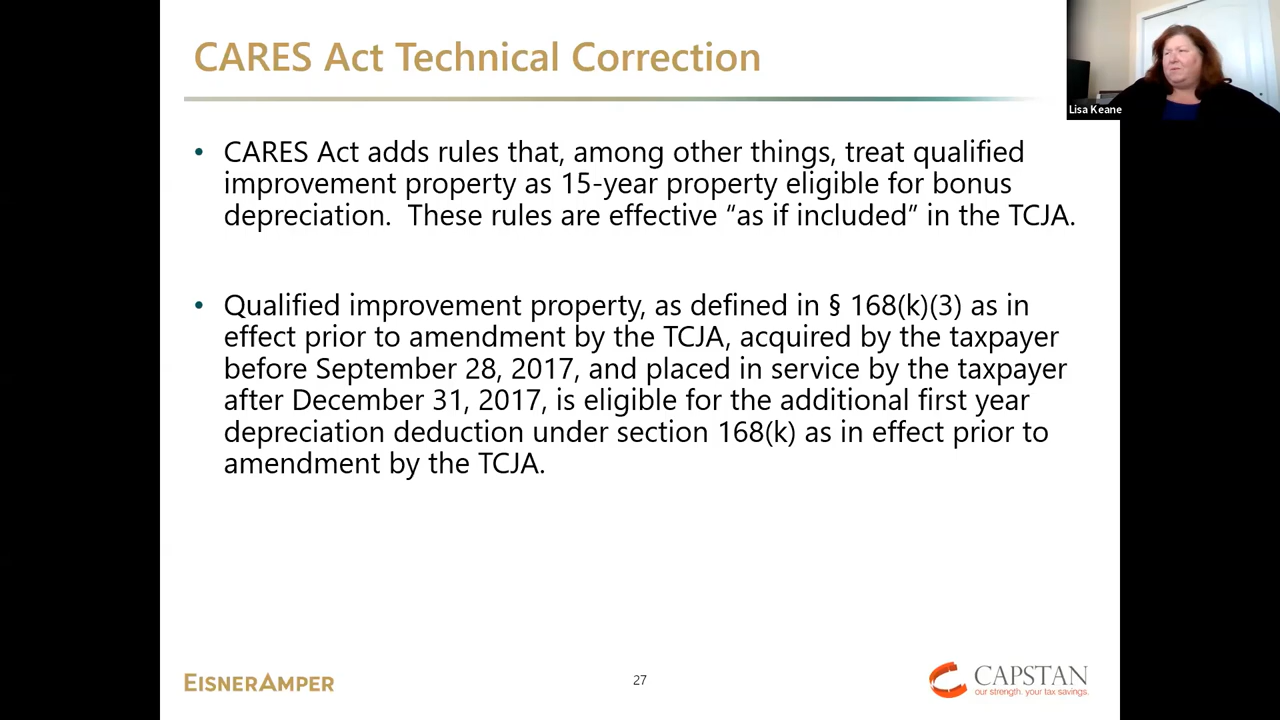 CARES Act Technical Correction
Lisa Keane
• CARES Act adds rules that, among other things, treat qualified
improvement property as 15-year property eligible for bonus
depreciation.  These rules are effective “as if included” in the TCJA.
• Qualified improvement property, as defined in § 168(k)(3) as in
effect prior to amendment by the TCJA, acquired by the taxpayer
before September 28, 2017, and placed in service by the taxpayer
after December 31, 2017, is eligible for the additional first year
depreciation deduction under section 168(k) as in effect prior to
amendment by the TCJA.
EISNERAMPER
27
CAPSTAN
our strength. your tax savings.